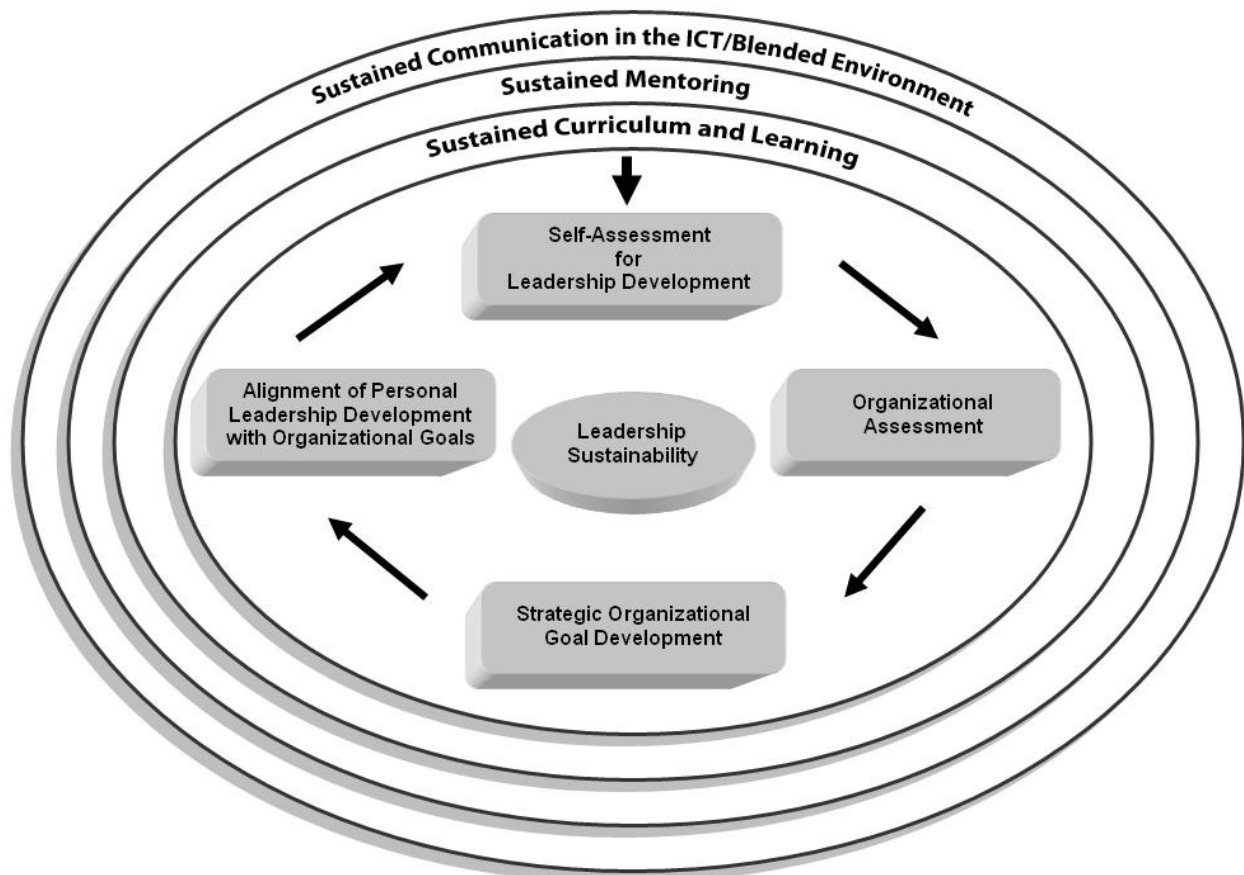 Sustained Communication in the ICT/Blended Environment
Sustained Mentoring
Sustained Curriculum and Learning
Self-Assessment
for
Leadership Development
Alignment of Personal
Leadership Development
with Organizational Goals
Leadership
Sustainability
Organizational
Assessment
Strategic Organizational
Goal Development